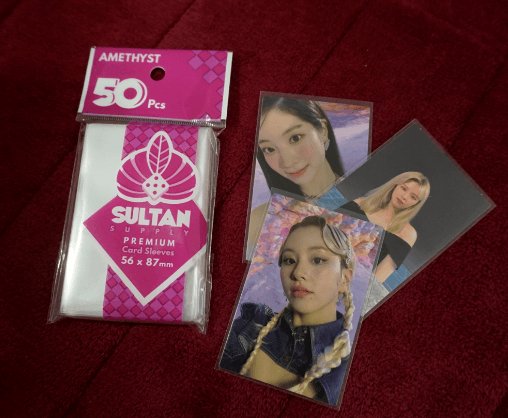 AMETHYST
50 Pcs
SULTAN
SUPPLY
PREMIUM
Card Sleeves
56 x 87mm